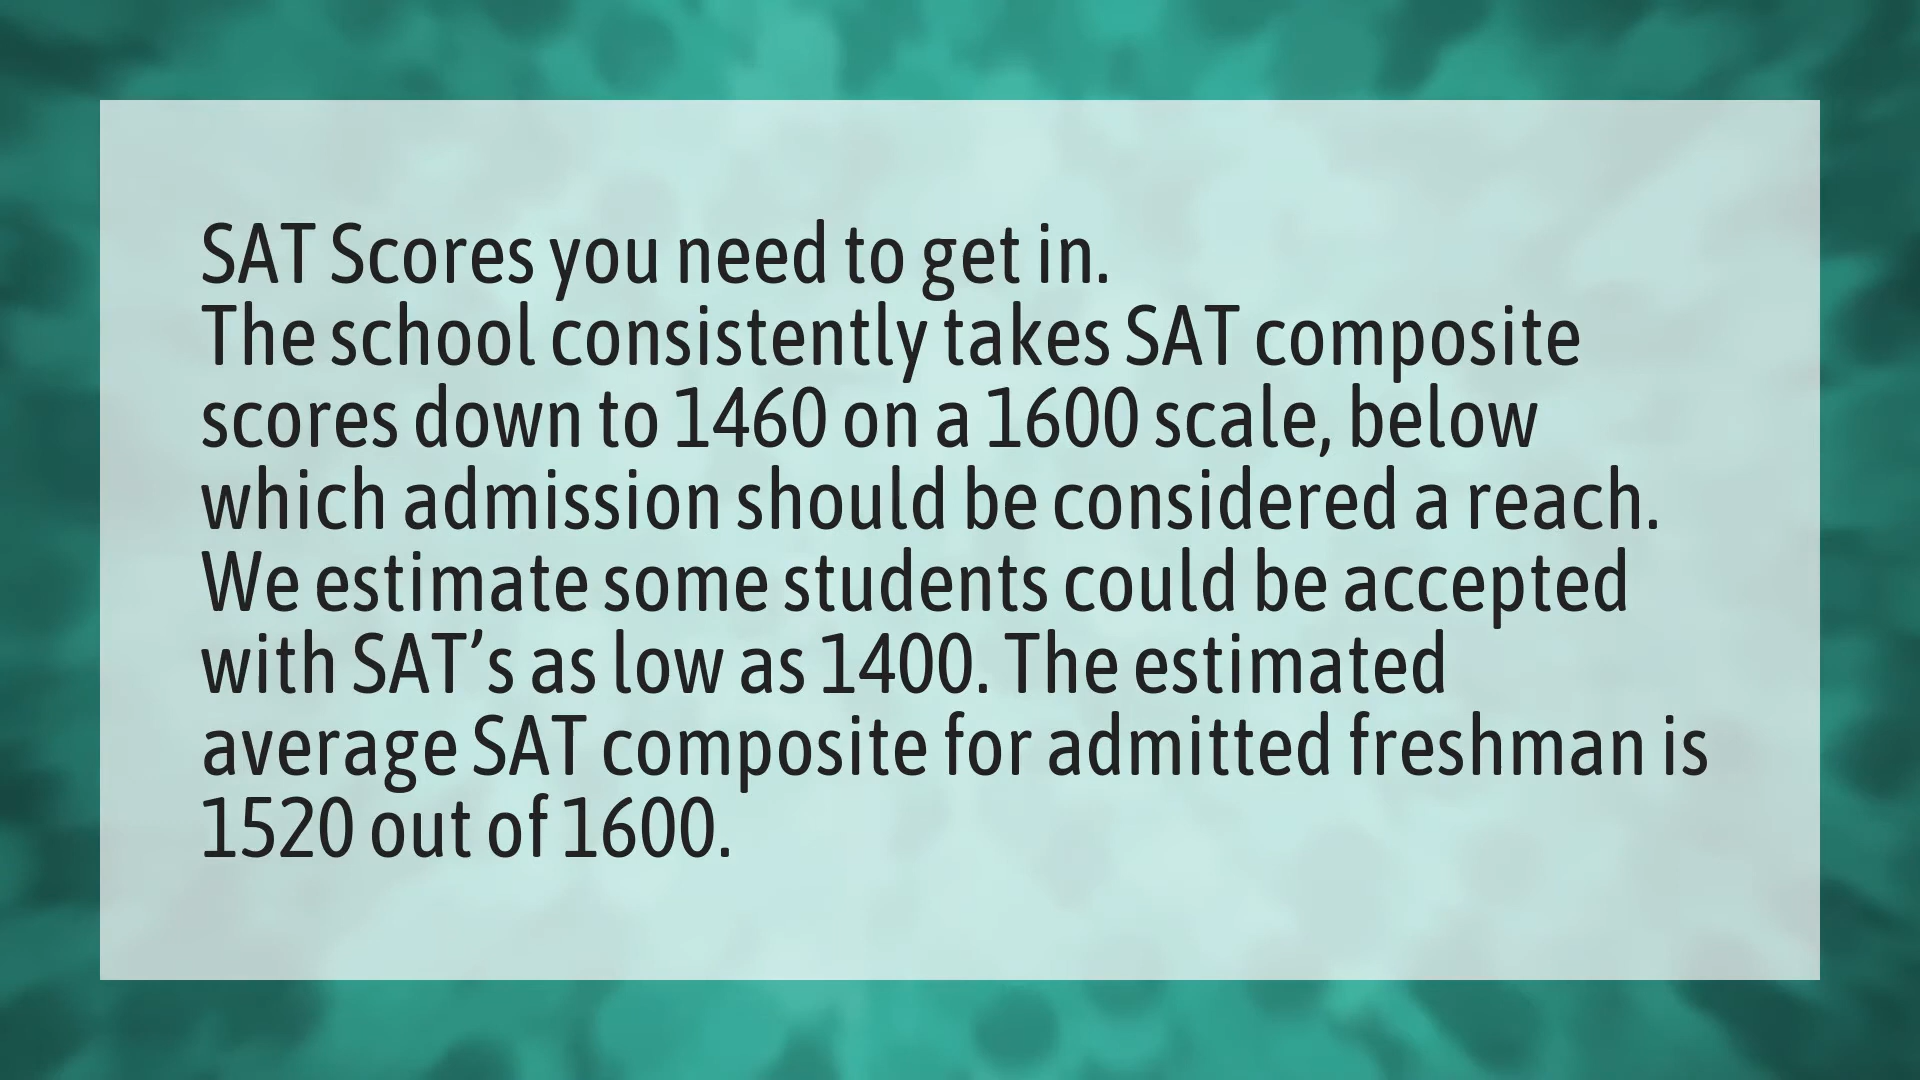 SAT Scores you need to get in.
The school consistently takes SAT composite
scores down to 1460 on a 1600 scale, below
which admission should be considered a reach.
We estimate some students could be accepted
with SAT’s as low as 1400. The estimated
average SAT composite for admitted freshman is
1520 out of 1600.